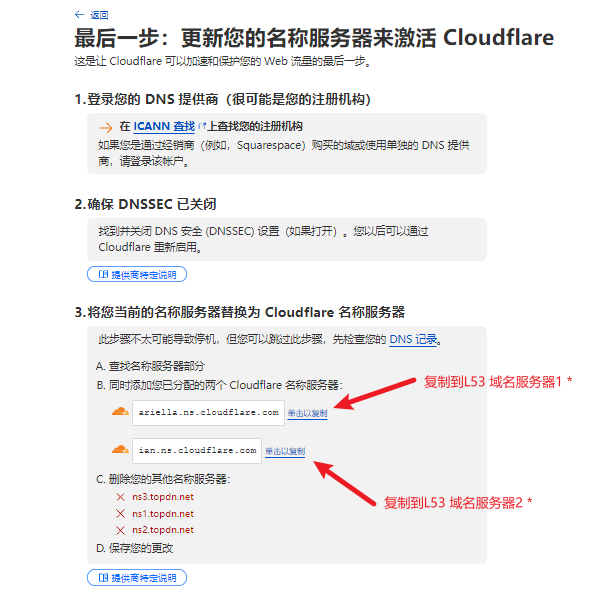 ← 返回
最后一步：更新您的名称服务器来激活 Cloudflare
这是让 Cloudflare 可以加速和保护您的 Web 流量的最后一步。
1.登录您的 DNS 提供商（很可能是您的注册机构）
在 ICANN 查找 上查找您的注册机构
如果您是通过经销商（例如，Squarespace）购买的域或使用单独的 DNS 提供
商，请登录该帐户。
2.确保 DNSSEC 已关闭
找到并关闭 DNS 安全 (DNSSEC) 设置（如果打开）。您以后可以通过
Cloudflare 重新启用。
提供商特定说明
3.将您当前的名称服务器替换为 Cloudflare 名称服务器
此步骤不太可能导致停机，但您可以跳过此步骤，先检查您的 DNS 记录。
A. 查找名称服务器部分
B. 同时添加您已分配的两个 Cloudflare 名称服务器：
ariella.ns.cloudflare.com 单击以复制
复制到L53 域名服务器1 *
ian.ns.cloudflare.com 单击以复制
复制到L53 域名服务器2 *
C. 删除您的其他名称服务器：
ns3.topdn.net
ns1.topdn.net
ns2.topdn.net
D. 保存您的更改
提供商特定说明